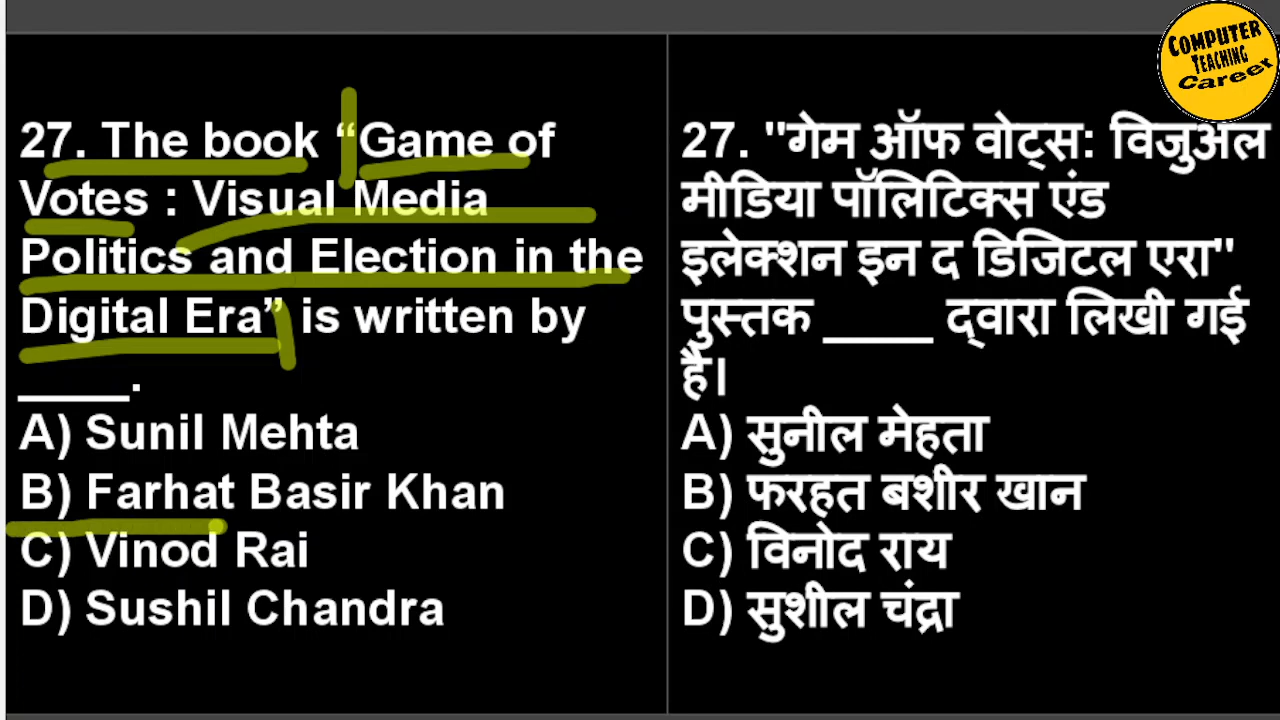 COMPUTER
TEACHING
Career
27. The book “Game of
Votes : Visual Media
Politics and Election in the
Digital Era” is written by
____.
A) Sunil Mehta
B) Farhat Basir Khan
C) Vinod Rai
D) Sushil Chandra
27. "गेम ऑफ वोट्स: विजुअल
मीडिया पॉलिटिक्स एंड
इलेक्शन इन द डिजिटल एरा"
पुस्तक ____ द्वारा लिखी गई
है।
A) सुनील मेहता
B) फरहत बशीर खान
C) विनोद राय
D) सुशील चंद्रा